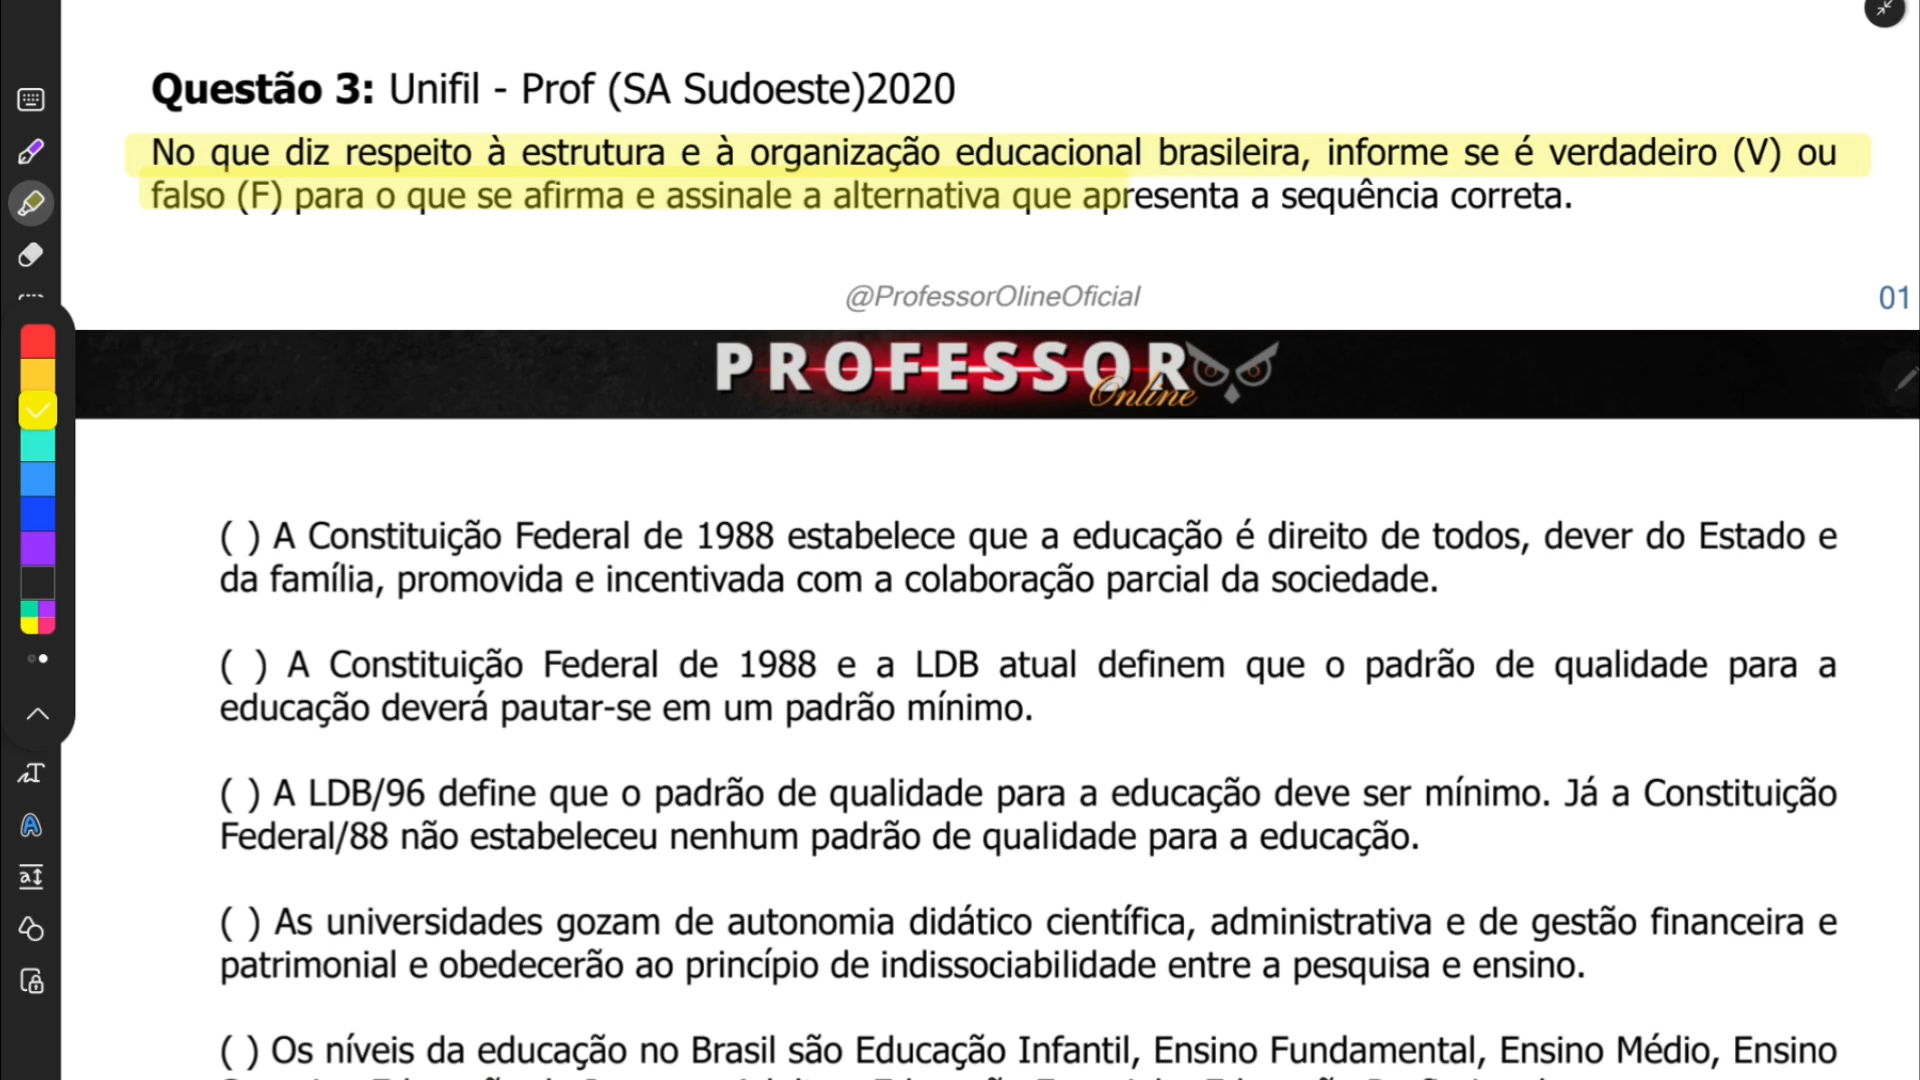 Questão 3: Unifil - Prof (SA Sudoeste)2020
No que diz respeito à estrutura e à organização educacional brasileira, informe se é verdadeiro (V) ou
falso (F) para o que se afirma e assinale a alternativa que apresenta a sequência correta.
@ProfessorOlineOficial
01
PROFESSOR
Online
( ) A Constituição Federal de 1988 estabelece que a educação é direito de todos, dever do Estado e
da família, promovida e incentivada com a colaboração parcial da sociedade.
( ) A Constituição Federal de 1988 e a LDB atual definem que o padrão de qualidade para a
educação deverá pautar-se em um padrão mínimo.
( ) A LDB/96 define que o padrão de qualidade para a educação deve ser mínimo. Já a Constituição
Federal/88 não estabeleceu nenhum padrão de qualidade para a educação.
( ) As universidades gozam de autonomia didático científica, administrativa e de gestão financeira e
patrimonial e obedecerão ao princípio de indissociabilidade entre a pesquisa e ensino.
( ) Os níveis da educação no Brasil são Educação Infantil, Ensino Fundamental, Ensino Médio, Ensino